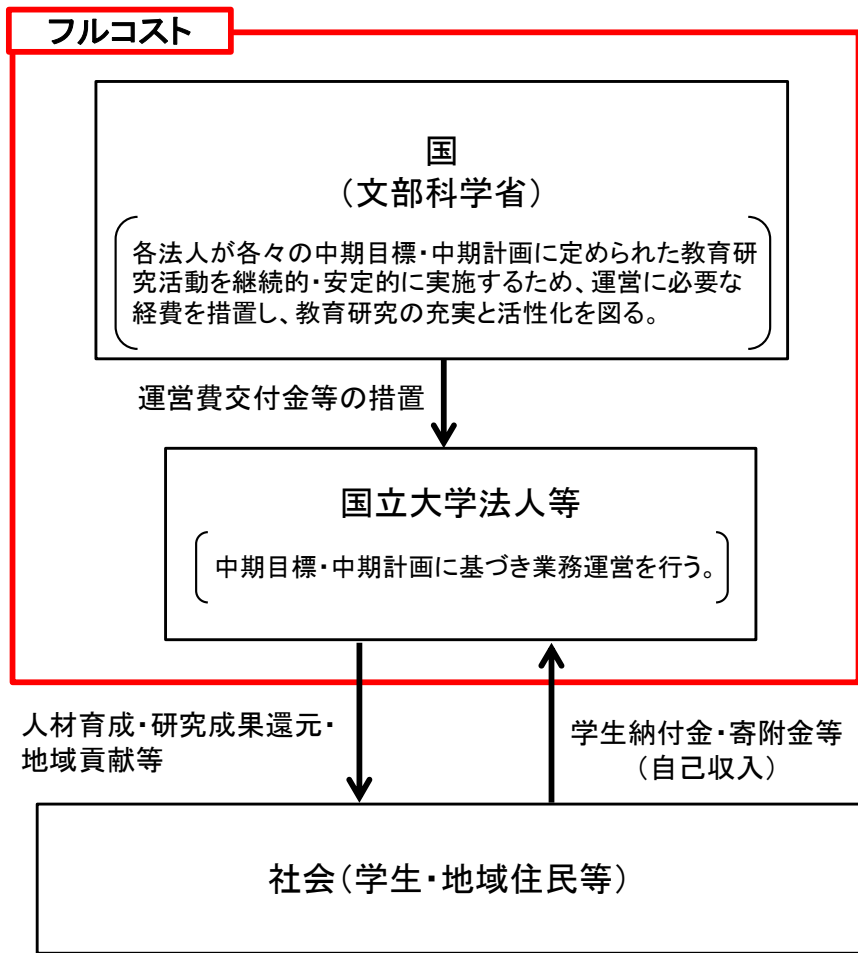 フルコスト
国
（文部科学省）
各法人が各々の中期目標・中期計画に定められた教育研
究活動を継続的・安定的に実施するため、運営に必要な
経費を措置し、教育研究の充実と活性化を図る。
運営費交付金等の措置
国立大学法人等
中期目標・中期計画に基づき業務運営を行う。
人材育成・研究成果還元・
地域貢献等
学生納付金・寄附金等
（自己収入）
社会（学生・地域住民等）